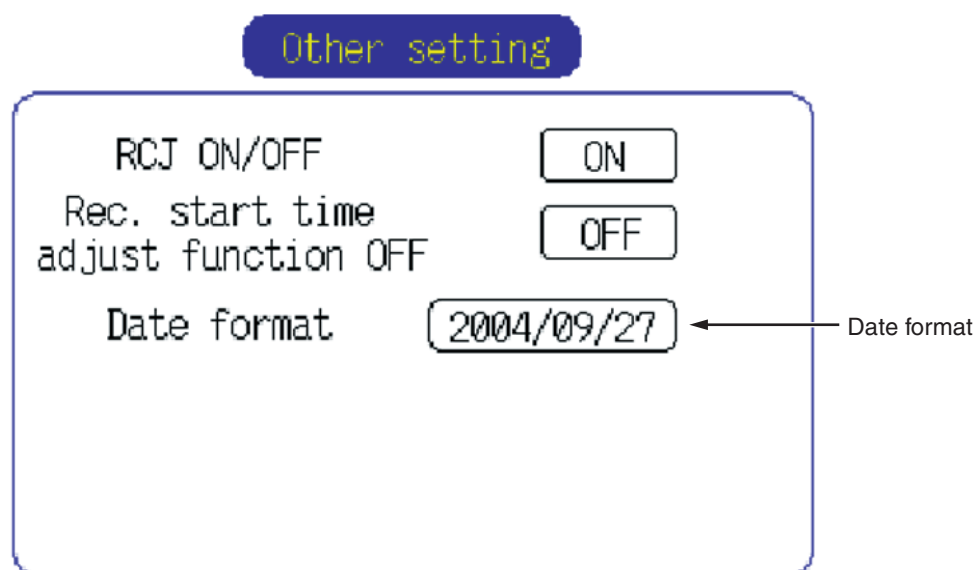 Other setting
RCJ ON/OFF
ON
Rec. start time
adjust function OFF
OFF
Date format
2004/09/27
Date format